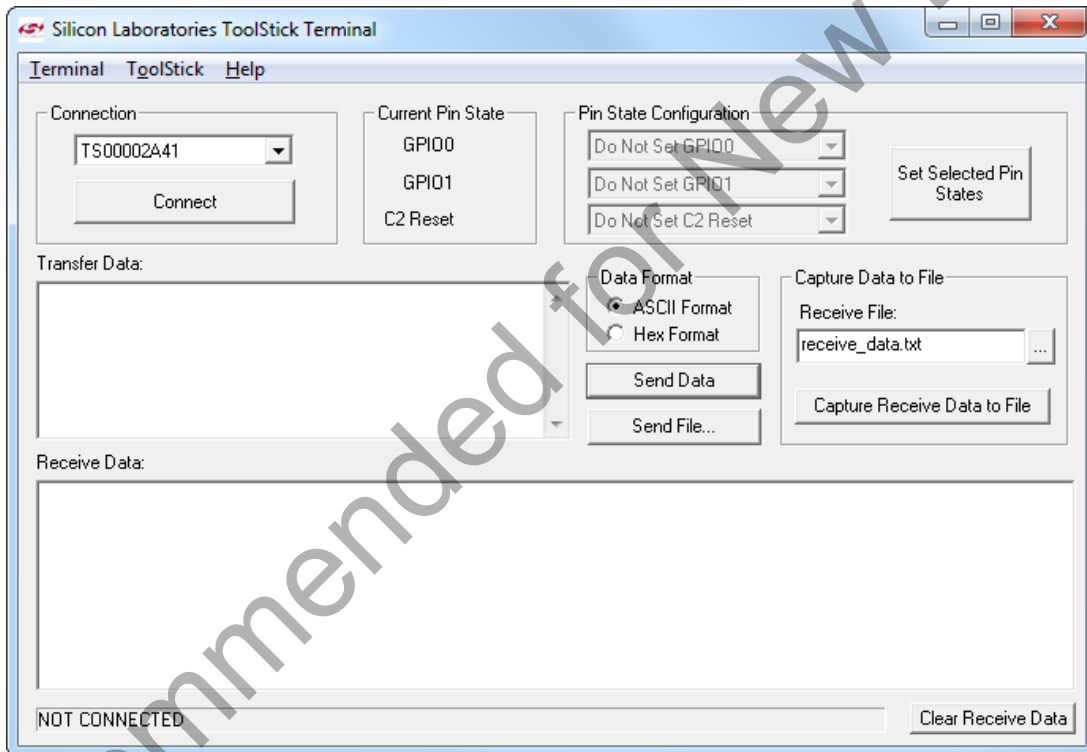 Silicon Laboratories ToolStick Terminal
Terminal ToolStick Help
Connection
TS00002A41
Connect
Current Pin State
GPIO0
GPIO1
C2 Reset
Pin State Configuration
Do Not Set GPIO0
Do Not Set GPIO1
Do Not Set C2 Reset
Set Selected Pin
States
Transfer Data:
Data Format
ASCII Format
Hex Format
Send Data
Send File...
Capture Data to File
Receive File:
receive_data.txt
...
Capture Receive Data to File
Receive Data:
NOT CONNECTED
Clear Receive Data
mmended for New